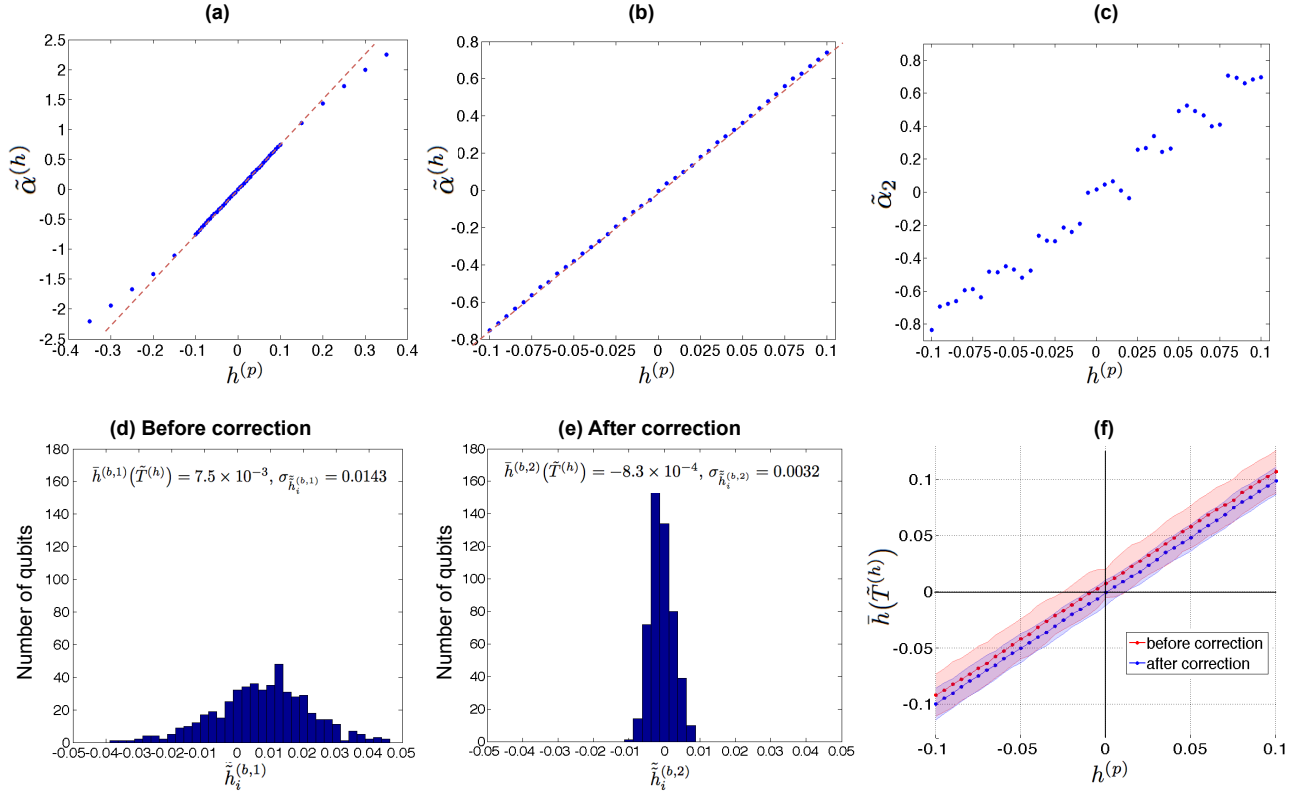 (a)
(b)
(c)
2.5
2
1.5
1
0.5
0
-0.5
-1
-1.5
-2
-2.5
α̃^(h)
-0.4 -0.3 -0.2 -0.1 0 0.1 0.2 0.3 0.4
h^(p)
0.8
0.6
0.4
0.2
0
-0.2
-0.4
-0.6
-0.8
α̃^(h)
-0.1 -0.075 -0.05 -0.025 0 0.025 0.05 0.075 0.1
h^(p)
0.8
0.6
0.4
0.2
0
-0.2
-0.4
-0.6
-0.8
α̃₂
-0.1 -0.075 -0.05 -0.025 0 0.025 0.05 0.075 0.1
h^(p)
(d) Before correction
(e) After correction
(f)
180
160
140
120
100
80
60
40
20
0
Number of qubits
h̄^(b,1)(T̃^(h)) = 7.5 × 10⁻³, σ_{h̃̃_i^(b,1)} = 0.0143
-0.05 -0.04 -0.03 -0.02 -0.01 0 0.01 0.02 0.03 0.04 0.05
h̃̃_i^(b,1)
180
160
140
120
100
80
60
40
20
0
Number of qubits
h̄^(b,2)(T̃^(h)) = −8.3 × 10⁻⁴, σ_{h̃̃_i^(b,2)} = 0.0032
-0.05 -0.04 -0.03 -0.02 -0.01 0 0.01 0.02 0.03 0.04 0.05
h̃̃_i^(b,2)
0.1
0.05
0
-0.05
-0.1
h̄(T̃^(h))
before correction
after correction
-0.1 -0.05 0 0.05 0.1
h^(p)